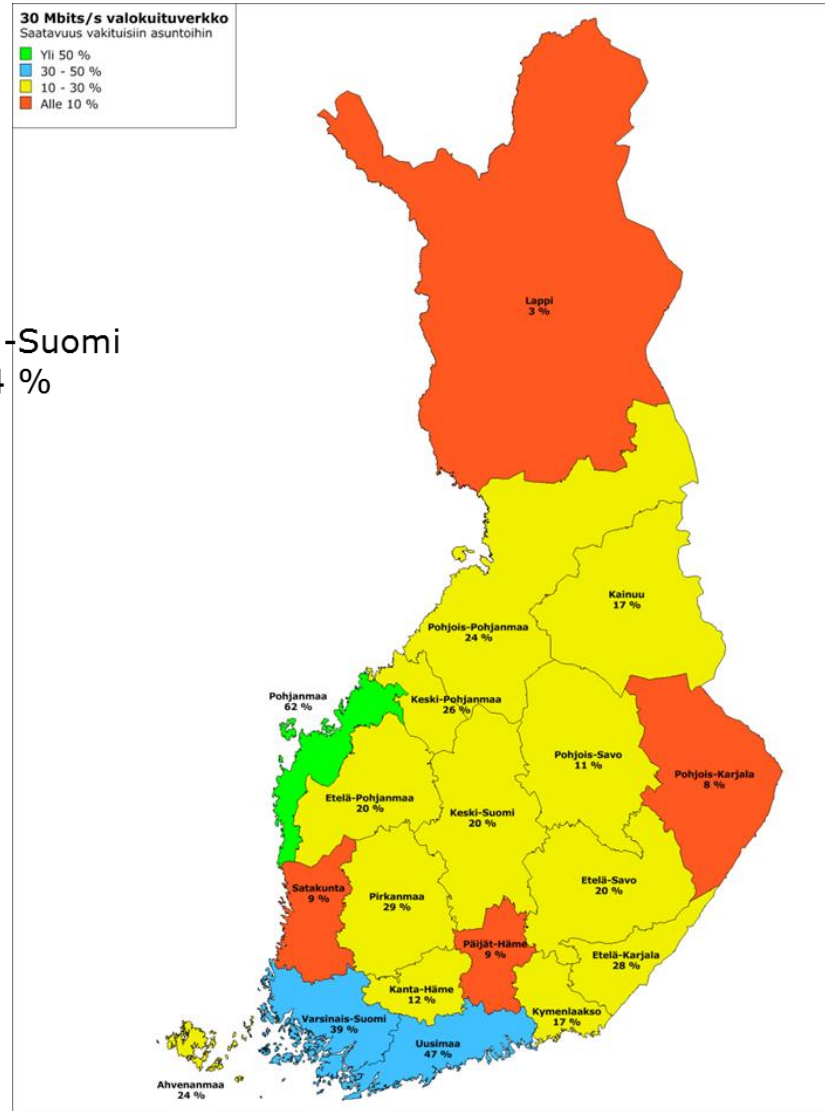 30 Mbits/s valokuituverkko
Saatavuus vakituisiin asuntoihin
Yli 50 %
30 - 50 %
10 - 30 %
Alle 10 %
Lappi
3 %
-Suomi
%
Kainuu
17 %
Pohjois-Pohjanmaa
24 %
Pohjanmaa
62 %
Keski-Pohjanmaa
26 %
Pohjois-Savo
11 %
Pohjois-Karjala
8 %
Etelä-Pohjanmaa
20 %
Keski-Suomi
20 %
Satakunta
9 %
Pirkanmaa
29 %
Etelä-Savo
20 %
Päijät-Häme
9 %
Etelä-Karjala
28 %
Kanta-Häme
12 %
Kymenlaakso
17 %
Varsinais-Suomi
39 %
Uusimaa
47 %
Ahvenanmaa
24 %